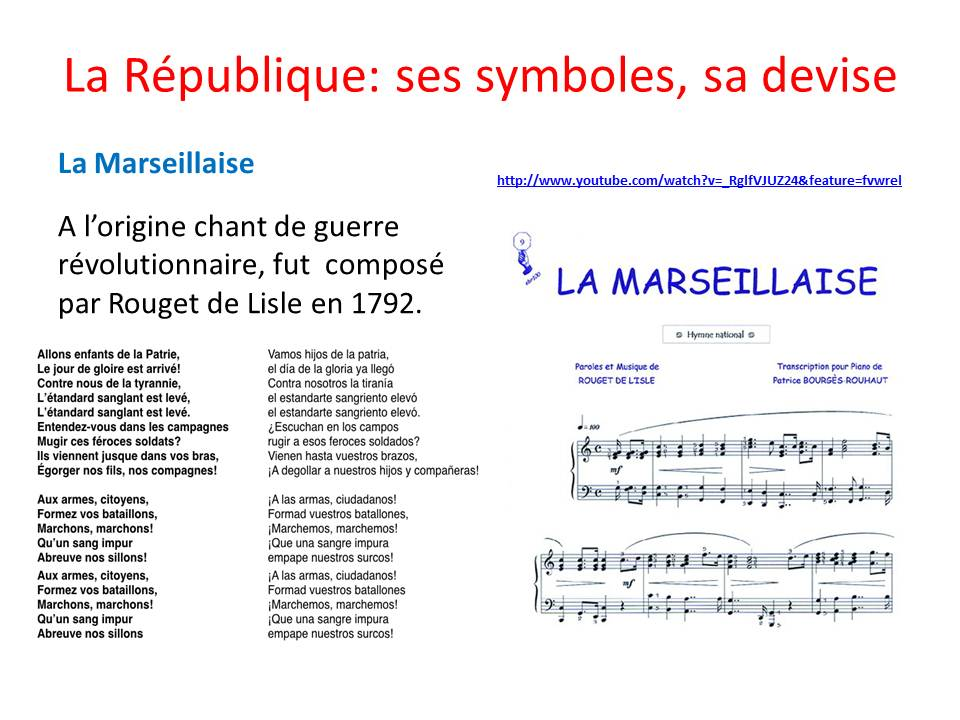 La République: ses symboles, sa devise
La Marseillaise
A l’origine chant de guerre
révolutionnaire, fut  composé
par Rouget de Lisle en 1792.
Allons enfants de la Patrie,
Le jour de gloire est arrivé!
Contre nous de la tyrannie,
L’étandard sanglant est levé,
L’étandard sanglant est levé.
Entendez-vous dans les campagnes
Mugir ces féroces soldats?
Ils viennent jusque dans vos bras,
Égorger nos fils, nos compagnes!
Aux armes, citoyens,
Formez vos bataillons,
Marchons, marchons!
Qu’un sang impur
Abreuve nos sillons!
Aux armes, citoyens,
Formez vos bataillons,
Marchons, marchons!
Qu’un sang impur
Abreuve nos sillons
Vamos hijos de la patria,
el día de la gloria ya llegó
Contra nosotros la tiranía
el estandarte sangriento elevó
el estandarte sangriento elevó.
¿Escuchan en los campos
rugir a esos feroces soldados?
Vienen hasta vuestros brazos,
¡A degollar a nuestros hijos y compañeras!
¡A las armas, ciudadanos!
Formad vuestros batallones,
¡Marchemos, marchemos!
¡Que una sangre impura
empape nuestros surcos!
¡A las armas, ciudadanos!
Formad vuestros batallones
¡Marchemos, marchemos!
¡Que una sangre impura
empape nuestros surcos!
http://www.youtube.com/watch?v=_RglfVJUZ24&feature=fvwrel
9
LA MARSEILLAISE
Hymne national
Paroles et Musique de
ROUGET DE L'ISLE
Transcription pour Piano de
Patrice BOURGÈS-ROUHAUT
= 100
mf
mf